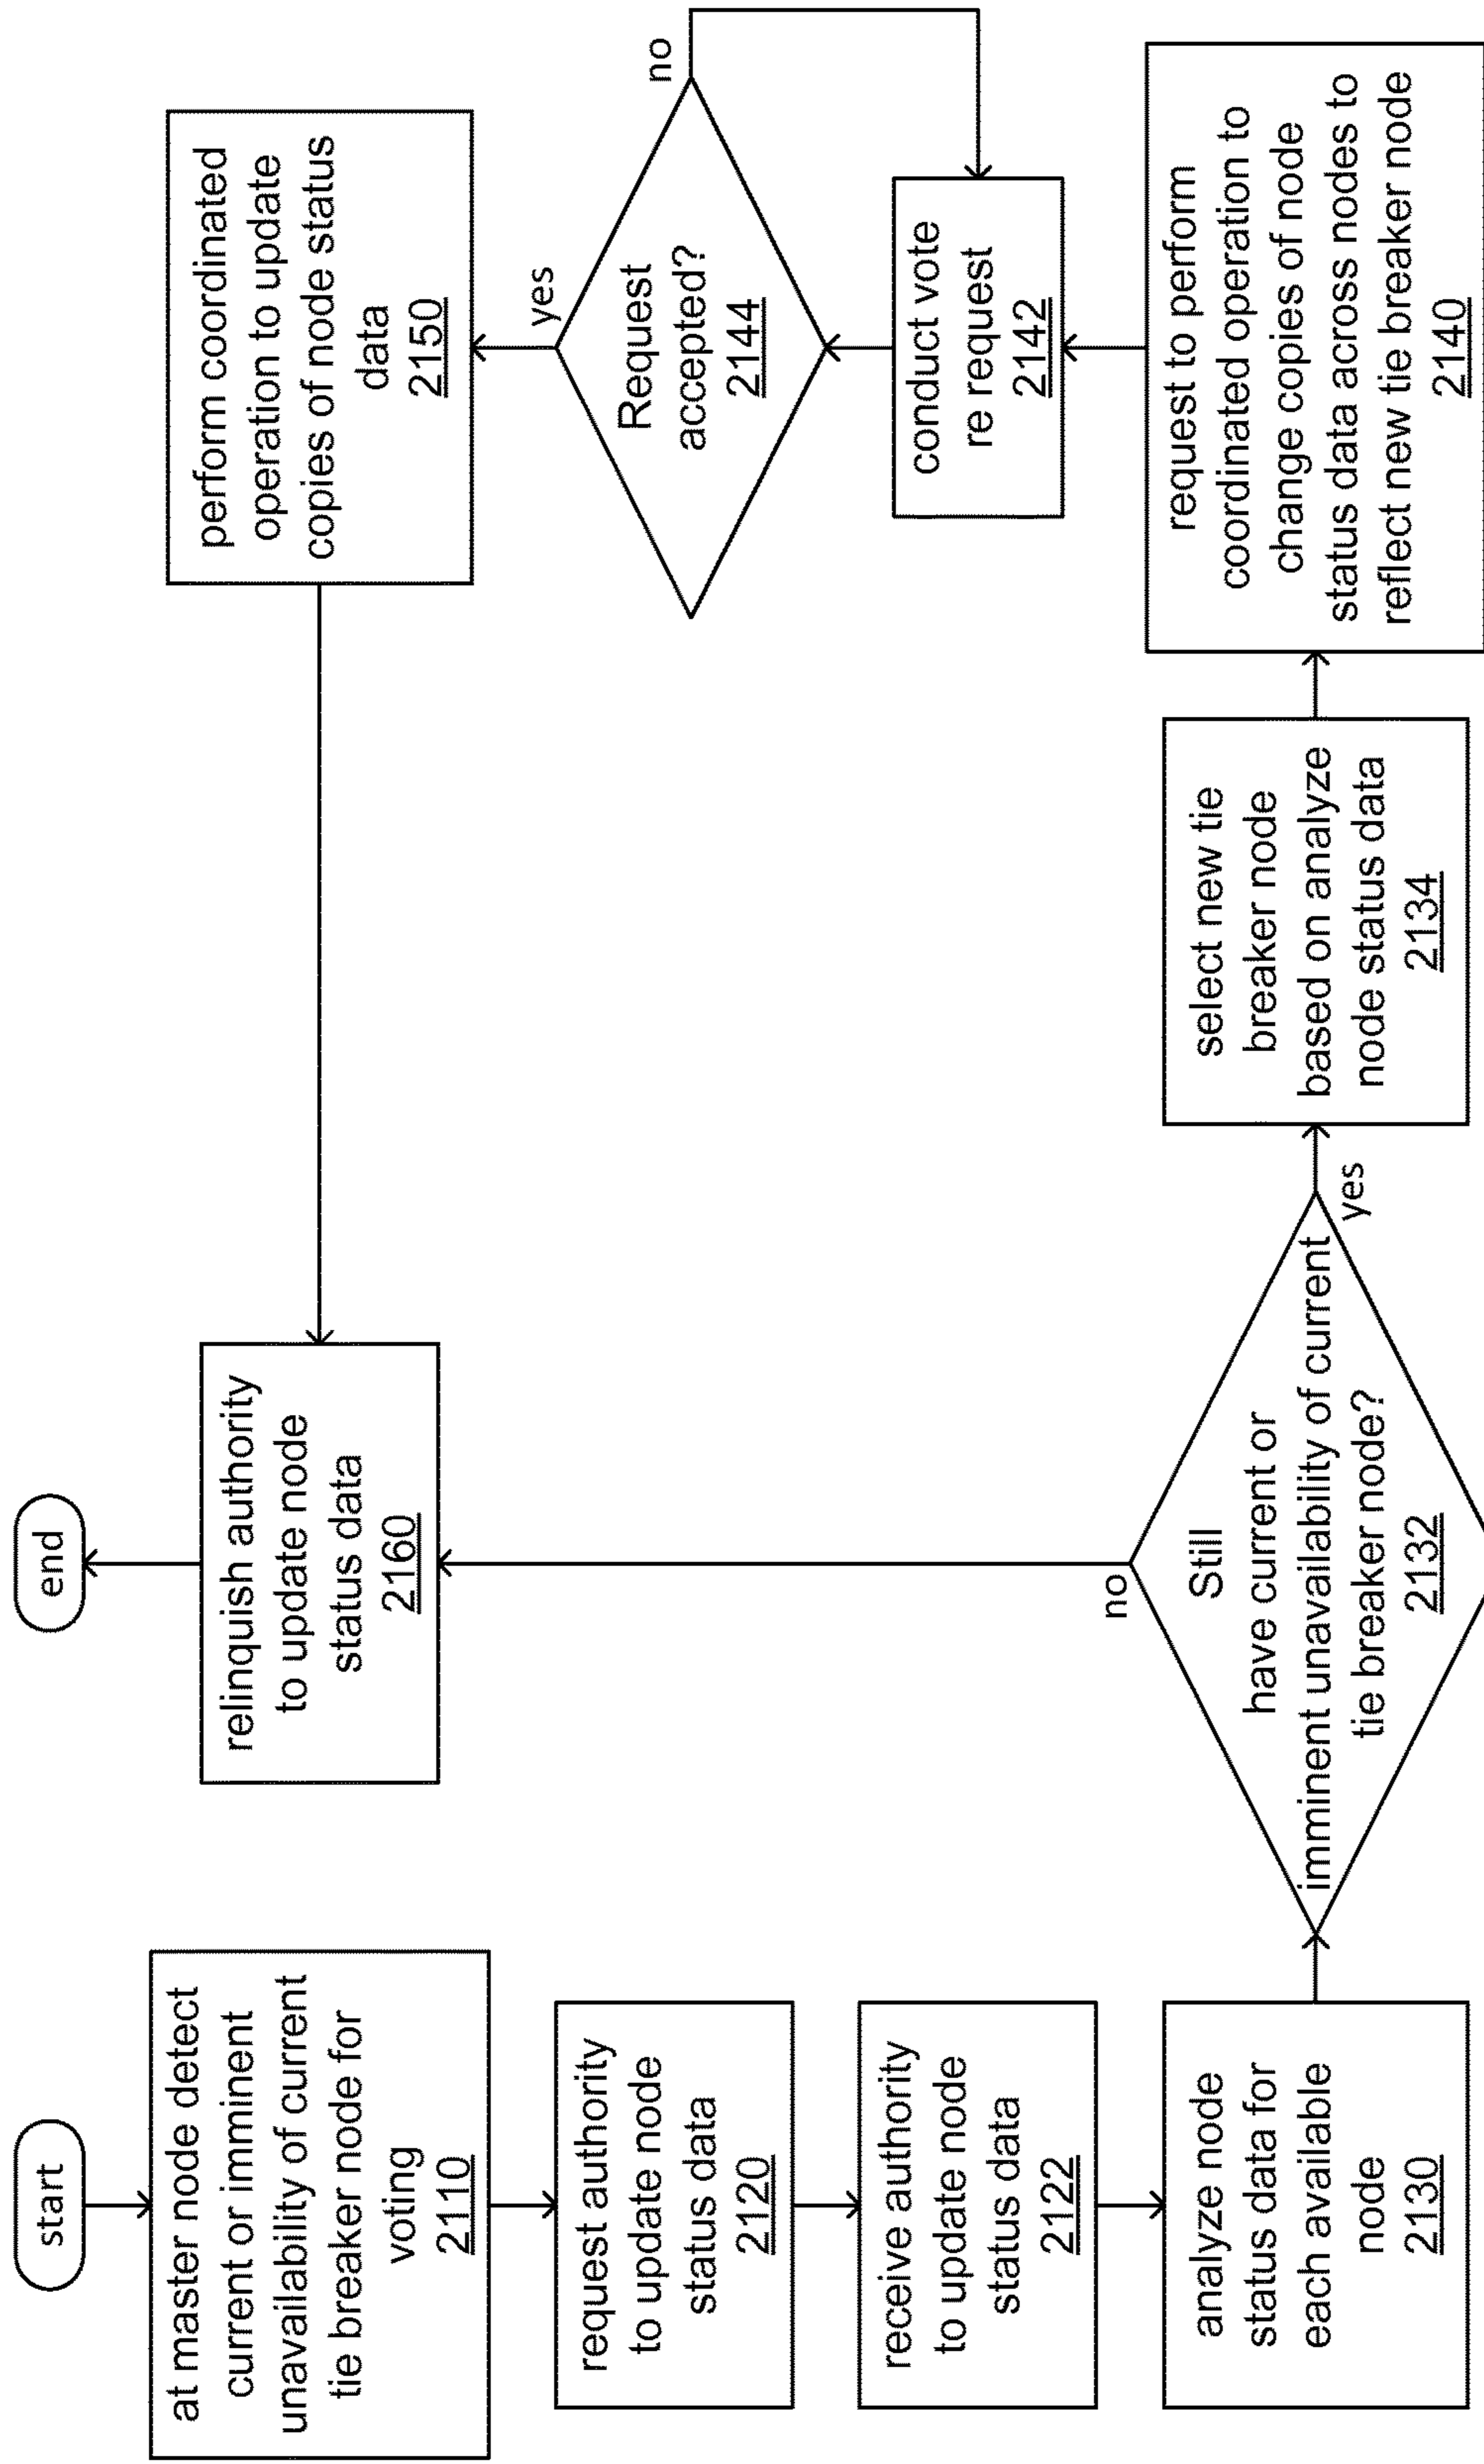 start
at master node detect
current or imminent
unavailability of current
tie breaker node for
voting
2110
request authority
to update node
status data
2120
receive authority
to update node
status data
2122
analyze node
status data for
each available
node
2130
Still
have current or
imminent unavailability of current
tie breaker node?
2132
no
yes
select new tie
breaker node
based on analyze
node status data
2134
request to perform
coordinated operation to
change copies of node
status data across nodes to
reflect new tie breaker node
2140
conduct vote
re request
2142
Request
accepted?
2144
no
yes
perform coordinated
operation to update
copies of node status
data
2150
relinquish authority
to update node
status data
2160
end